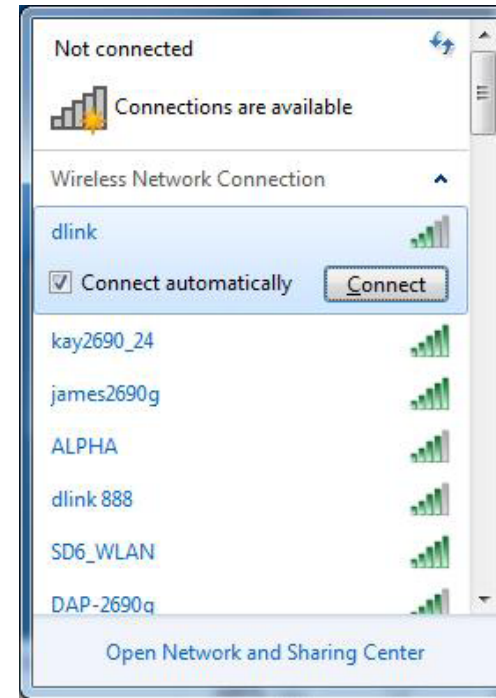 Not connected
Connections are available
Wireless Network Connection
dlink
Connect automatically Connect
kay2690_24
james2690g
ALPHA
dlink 888
SD6_WLAN
DAP-2690g
Open Network and Sharing Center